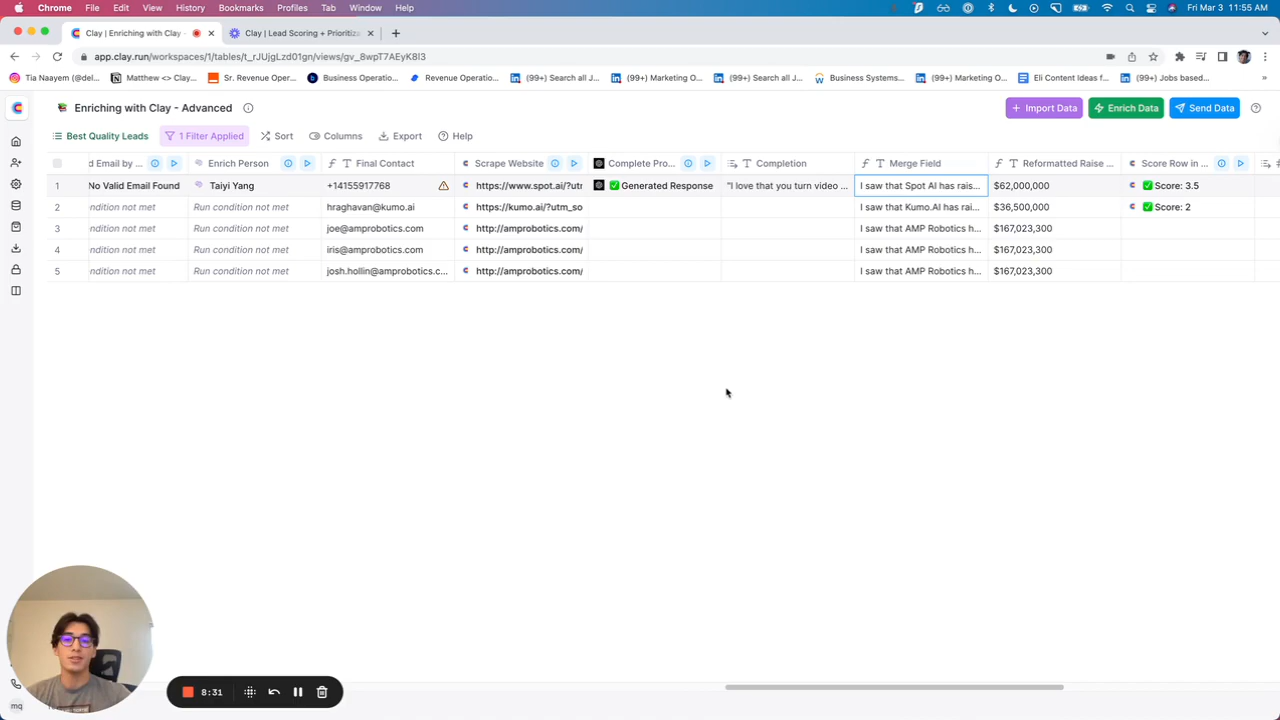 Chrome File Edit View History Bookmarks Profiles Tab Window Help Fri Mar 3 11:55 AM
Clay | Enriching with Clay - Clay | Lead Scoring + Prioritiza
app.clay.run/workspaces/1/tables/t_rJUjgLzd01gn/views/gv_8wpT7AEyK8I3
Tia Naayem (@del... Matthew <> Clay... Sr. Revenue Oper... Business Operatio... Revenue Operatio... (99+) Search all J... (99+) Marketing O... (99+) Search all J... Business Systems... (99+) Marketing O... Eli Content Ideas f... (99+) Jobs based... »
Enriching with Clay - Advanced Import Data Enrich Data Send Data
Best Quality Leads 1 Filter Applied Sort Columns Export Help
d Email by ... Enrich Person Final Contact Scrape Website Complete Pro... Completion Merge Field Reformatted Raise ... Score Row in ...
1 No Valid Email Found Taiyi Yang +14155917768 https://www.spot.ai/?utr Generated Response "I love that you turn video ... I saw that Spot AI has rais... $62,000,000 Score: 3.5
2 ondition not met Run condition not met hraghavan@kumo.ai https://kumo.ai/?utm_so I saw that Kumo.AI has rai... $36,500,000 Score: 2
3 ondition not met Run condition not met joe@amprobotics.com http://amprobotics.com/ I saw that AMP Robotics h... $167,023,300
4 ondition not met Run condition not met iris@amprobotics.com http://amprobotics.com/ I saw that AMP Robotics h... $167,023,300
5 ondition not met Run condition not met josh.hollin@amprobotics.c... http://amprobotics.com/ I saw that AMP Robotics h... $167,023,300
8:31
mq